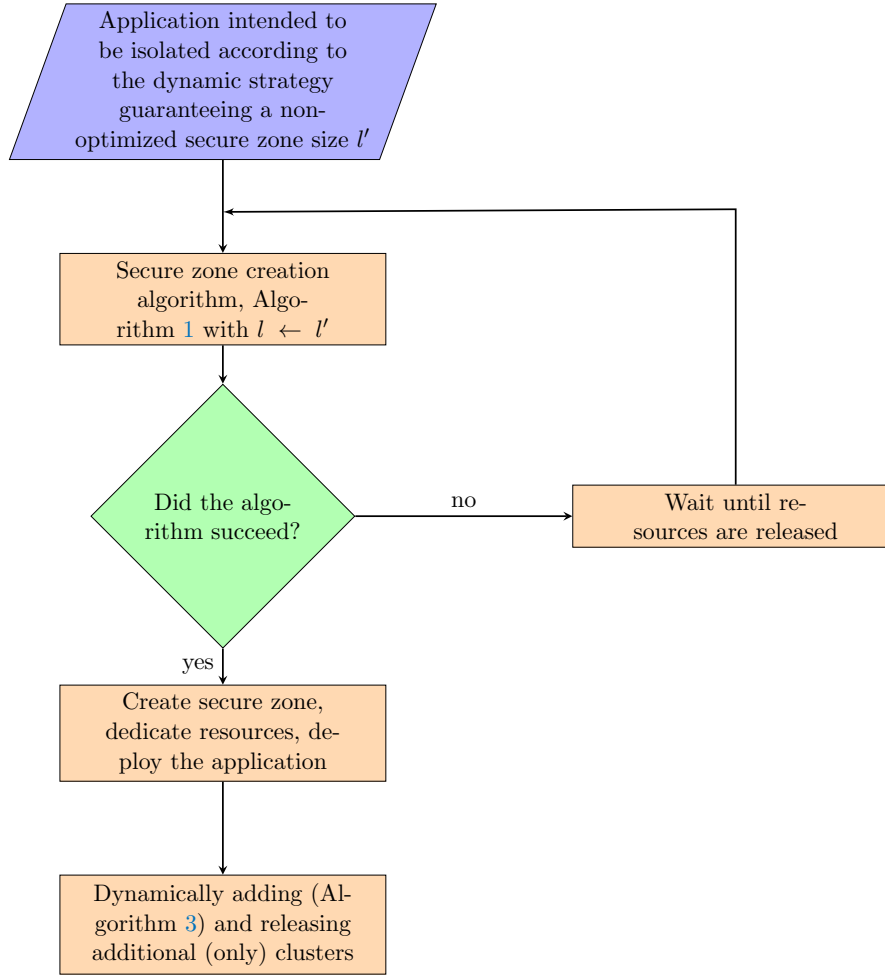 Application intended to
be isolated according to
the dynamic strategy
guaranteeing a non-
optimized secure zone size l′
Secure zone creation
algorithm, Algo-
rithm 1 with l ← l′
Did the algo-
rithm succeed?
no
Wait until re-
sources are released
yes
Create secure zone,
dedicate resources, de-
ploy the application
Dynamically adding (Al-
gorithm 3) and releasing
additional (only) clusters